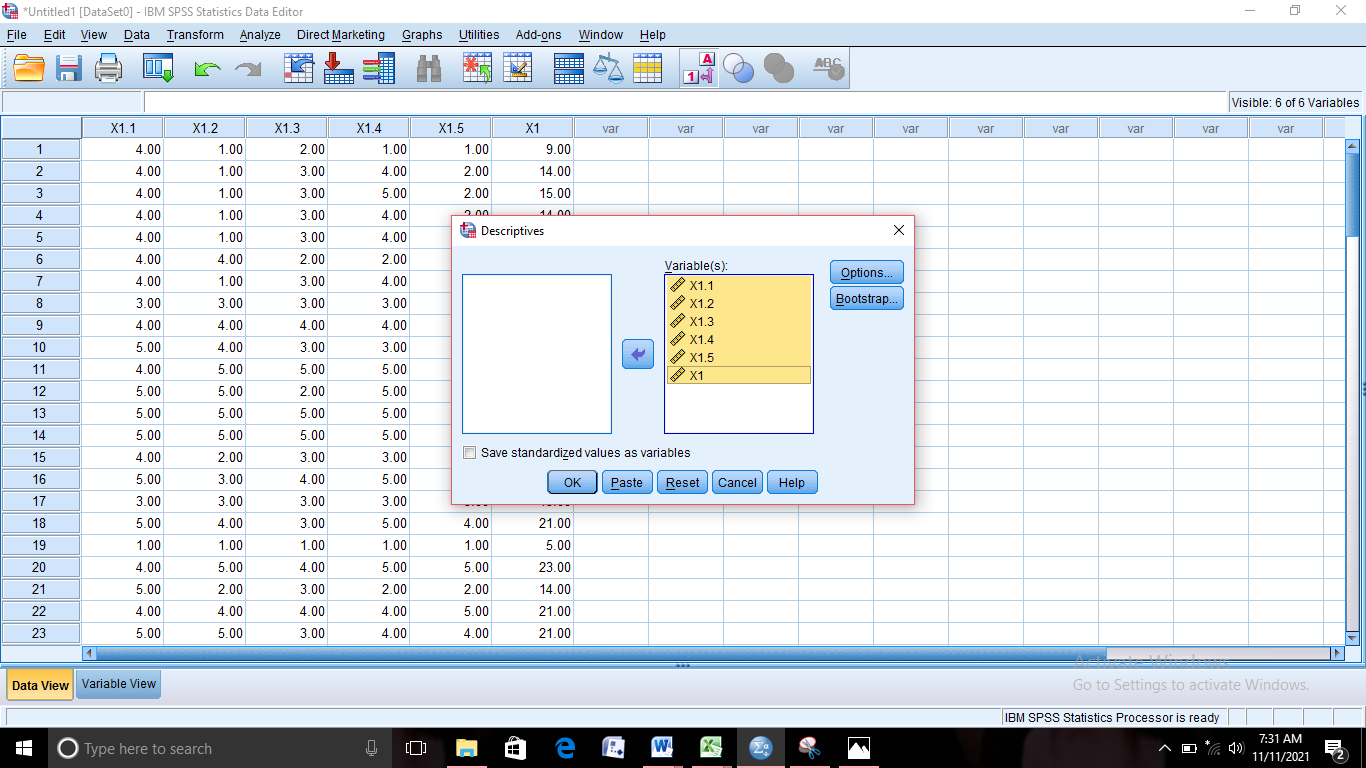 *Untitled1 [DataSet0] - IBM SPSS Statistics Data Editor
File Edit View Data Transform Analyze Direct Marketing Graphs Utilities Add-ons Window Help
Visible: 6 of 6 Variables
X1.1 X1.2 X1.3 X1.4 X1.5 X1 var var var var var var var var var var
1 4.00 1.00 2.00 1.00 1.00 9.00
2 4.00 1.00 3.00 4.00 2.00 14.00
3 4.00 1.00 3.00 5.00 2.00 15.00
4 4.00 1.00 3.00 4.00 2.00 14.00
5 4.00 1.00 3.00 4.00
6 4.00 4.00 2.00 2.00
7 4.00 1.00 3.00 4.00
8 3.00 3.00 3.00 3.00
9 4.00 4.00 4.00 4.00
10 5.00 4.00 3.00 3.00
11 4.00 5.00 5.00 5.00
12 5.00 5.00 2.00 5.00
13 5.00 5.00 5.00 5.00
14 5.00 5.00 5.00 5.00
15 4.00 2.00 3.00 3.00
16 5.00 3.00 4.00 5.00
17 3.00 3.00 3.00 3.00
18 5.00 4.00 3.00 5.00 4.00 21.00
19 1.00 1.00 1.00 1.00 1.00 5.00
20 4.00 5.00 4.00 5.00 5.00 23.00
21 5.00 2.00 3.00 2.00 2.00 14.00
22 4.00 4.00 4.00 4.00 5.00 21.00
23 5.00 5.00 3.00 4.00 4.00 21.00
Descriptives
Variable(s):
X1.1
X1.2
X1.3
X1.4
X1.5
X1
Options...
Bootstrap...
Save standardized values as variables
OK Paste Reset Cancel Help
Data View Variable View
Activate Windows
Go to Settings to activate Windows.
IBM SPSS Statistics Processor is ready
Type here to search
7:31 AM
11/11/2021
2